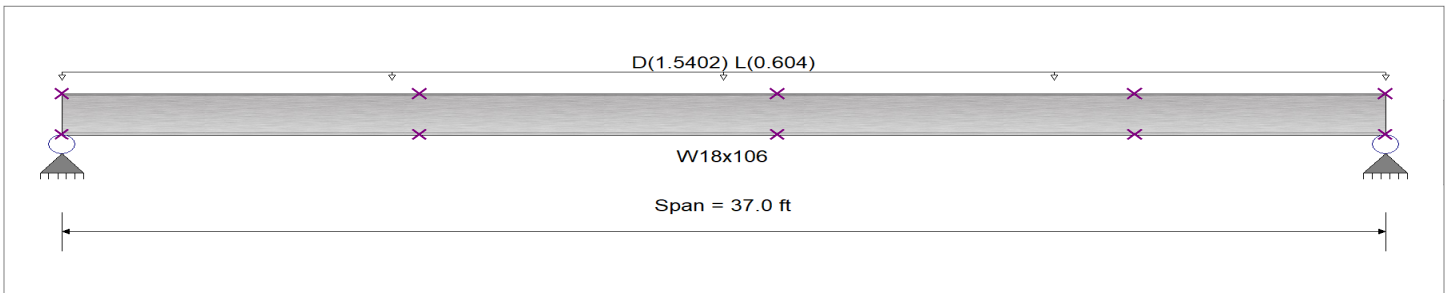 D(1.5402) L(0.604)
W18x106
Span = 37.0 ft